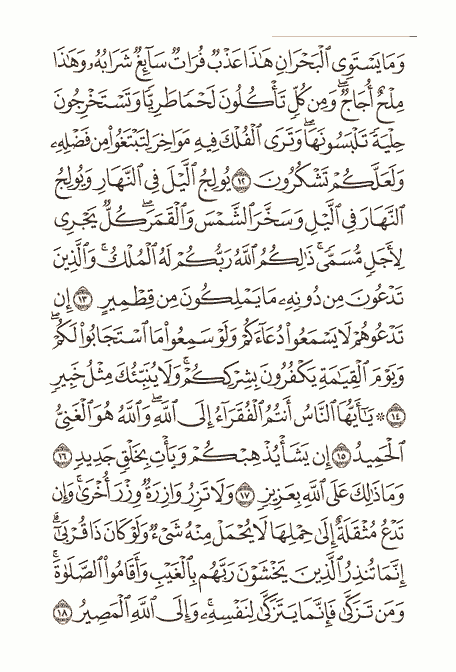 وَمَا يَسْتَوِى ٱلْبَحْرَانِ هَٰذَا عَذْبٌ فُرَاتٌ سَآئِغٌ شَرَابُهُۥ وَهَٰذَا
مِلْحٌ أُجَاجٌ ۖ وَمِن كُلٍّ تَأْكُلُونَ لَحْمًا طَرِيًّا وَتَسْتَخْرِجُونَ
حِلْيَةً تَلْبَسُونَهَا ۖ وَتَرَى ٱلْفُلْكَ فِيهِ مَوَاخِرَ لِتَبْتَغُوا۟ مِن فَضْلِهِۦ
وَلَعَلَّكُمْ تَشْكُرُونَ ١٢ يُولِجُ ٱلَّيْلَ فِى ٱلنَّهَارِ وَيُولِجُ
ٱلنَّهَارَ فِى ٱلَّيْلِ وَسَخَّرَ ٱلشَّمْسَ وَٱلْقَمَرَ ۖ كُلٌّ يَجْرِى
لِأَجَلٍ مُّسَمًّى ۚ ذَٰلِكُمُ ٱللَّهُ رَبُّكُمْ لَهُ ٱلْمُلْكُ ۚ وَٱلَّذِينَ
تَدْعُونَ مِن دُونِهِۦ مَا يَمْلِكُونَ مِن قِطْمِيرٍ ١٣ إِن
تَدْعُوهُمْ لَا يَسْمَعُوا۟ دُعَآءَكُمْ وَلَوْ سَمِعُوا۟ مَا ٱسْتَجَابُوا۟ لَكُمْ ۖ
وَيَوْمَ ٱلْقِيَٰمَةِ يَكْفُرُونَ بِشِرْكِكُمْ ۚ وَلَا يُنَبِّئُكَ مِثْلُ خَبِيرٍ
١٤ ۞ يَٰٓأَيُّهَا ٱلنَّاسُ أَنتُمُ ٱلْفُقَرَآءُ إِلَى ٱللَّهِ ۖ وَٱللَّهُ هُوَ ٱلْغَنِىُّ
ٱلْحَمِيدُ ١٥ إِن يَشَأْ يُذْهِبْكُمْ وَيَأْتِ بِخَلْقٍ جَدِيدٍ ١٦
وَمَا ذَٰلِكَ عَلَى ٱللَّهِ بِعَزِيزٍ ١٧ وَلَا تَزِرُ وَازِرَةٌ وِزْرَ أُخْرَىٰ ۚ وَإِن
تَدْعُ مُثْقَلَةٌ إِلَىٰ حِمْلِهَا لَا يُحْمَلْ مِنْهُ شَىْءٌ وَلَوْ كَانَ ذَا قُرْبَىٰٓ ۗ
إِنَّمَا تُنذِرُ ٱلَّذِينَ يَخْشَوْنَ رَبَّهُم بِٱلْغَيْبِ وَأَقَامُوا۟ ٱلصَّلَوٰةَ ۚ
وَمَن تَزَكَّىٰ فَإِنَّمَا يَتَزَكَّىٰ لِنَفْسِهِۦ ۚ وَإِلَى ٱللَّهِ ٱلْمَصِيرُ ١٨